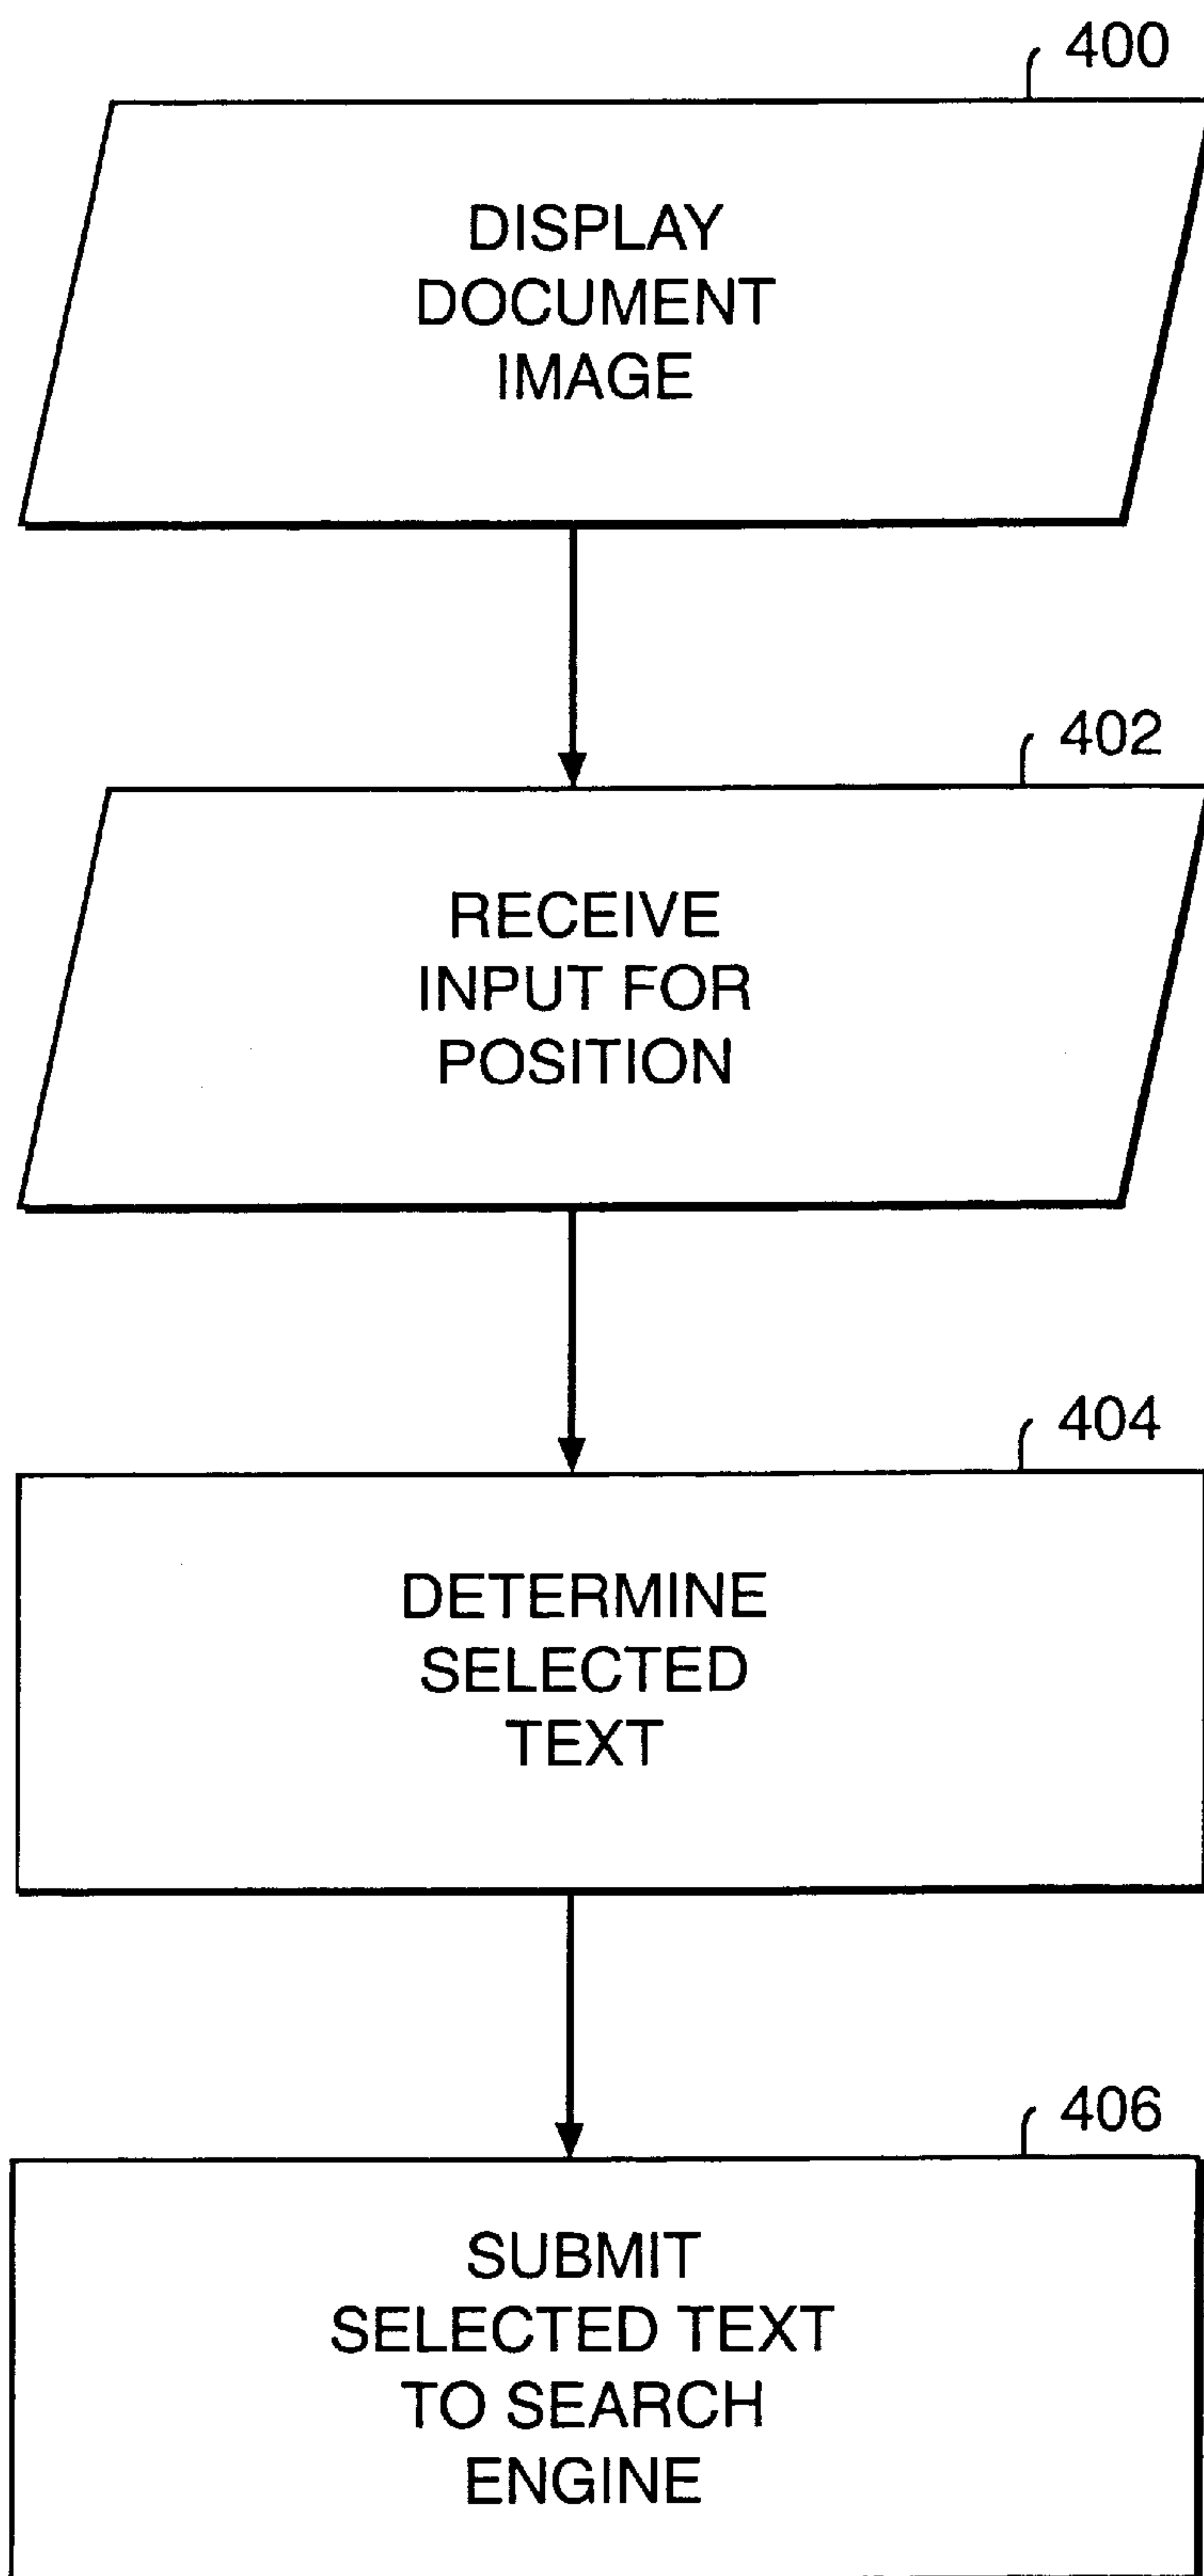 400
DISPLAY
DOCUMENT
IMAGE
402
RECEIVE
INPUT FOR
POSITION
404
DETERMINE
SELECTED
TEXT
406
SUBMIT
SELECTED TEXT
TO SEARCH
ENGINE